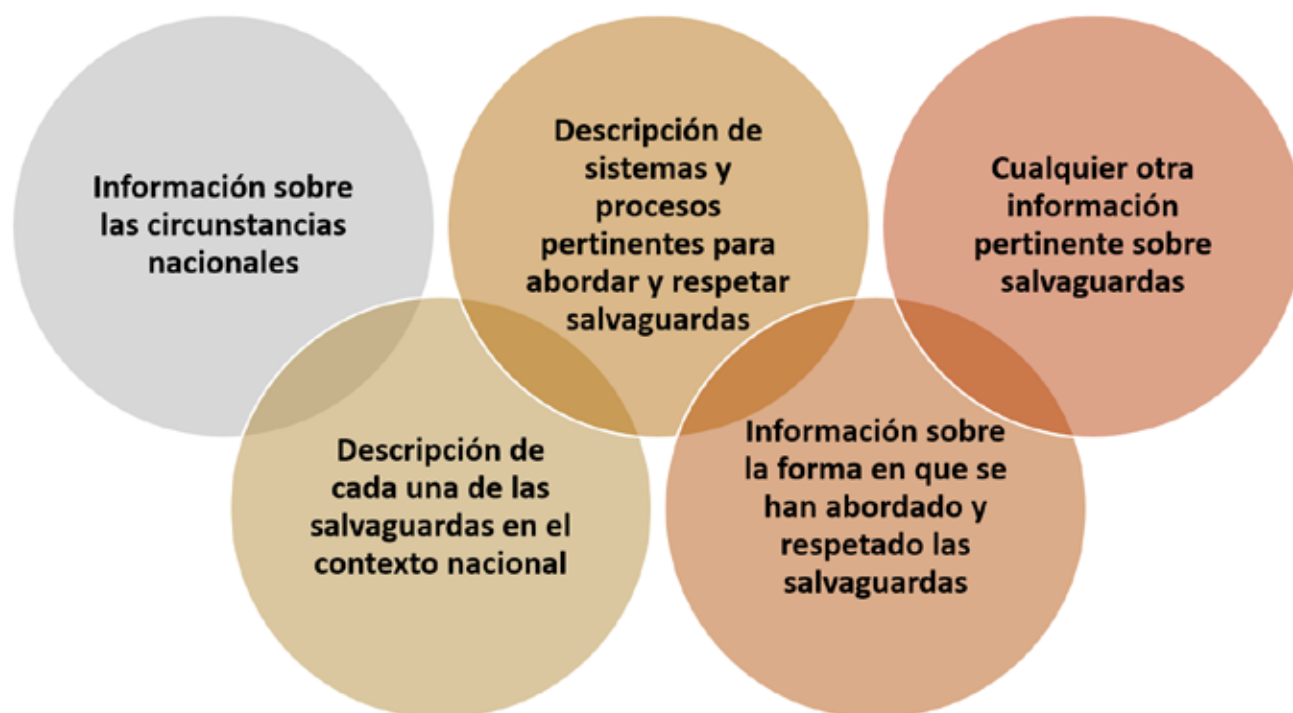 Información sobre
las circunstancias
nacionales
Descripción de
cada una de las
salvaguardas en el
contexto nacional
Descripción de
sistemas y
procesos
pertinentes para
abordar y respetar
salvaguardas
Información sobre
la forma en que se
han abordado y
respetado las
salvaguardas
Cualquier otra
información
pertinente sobre
salvaguardas